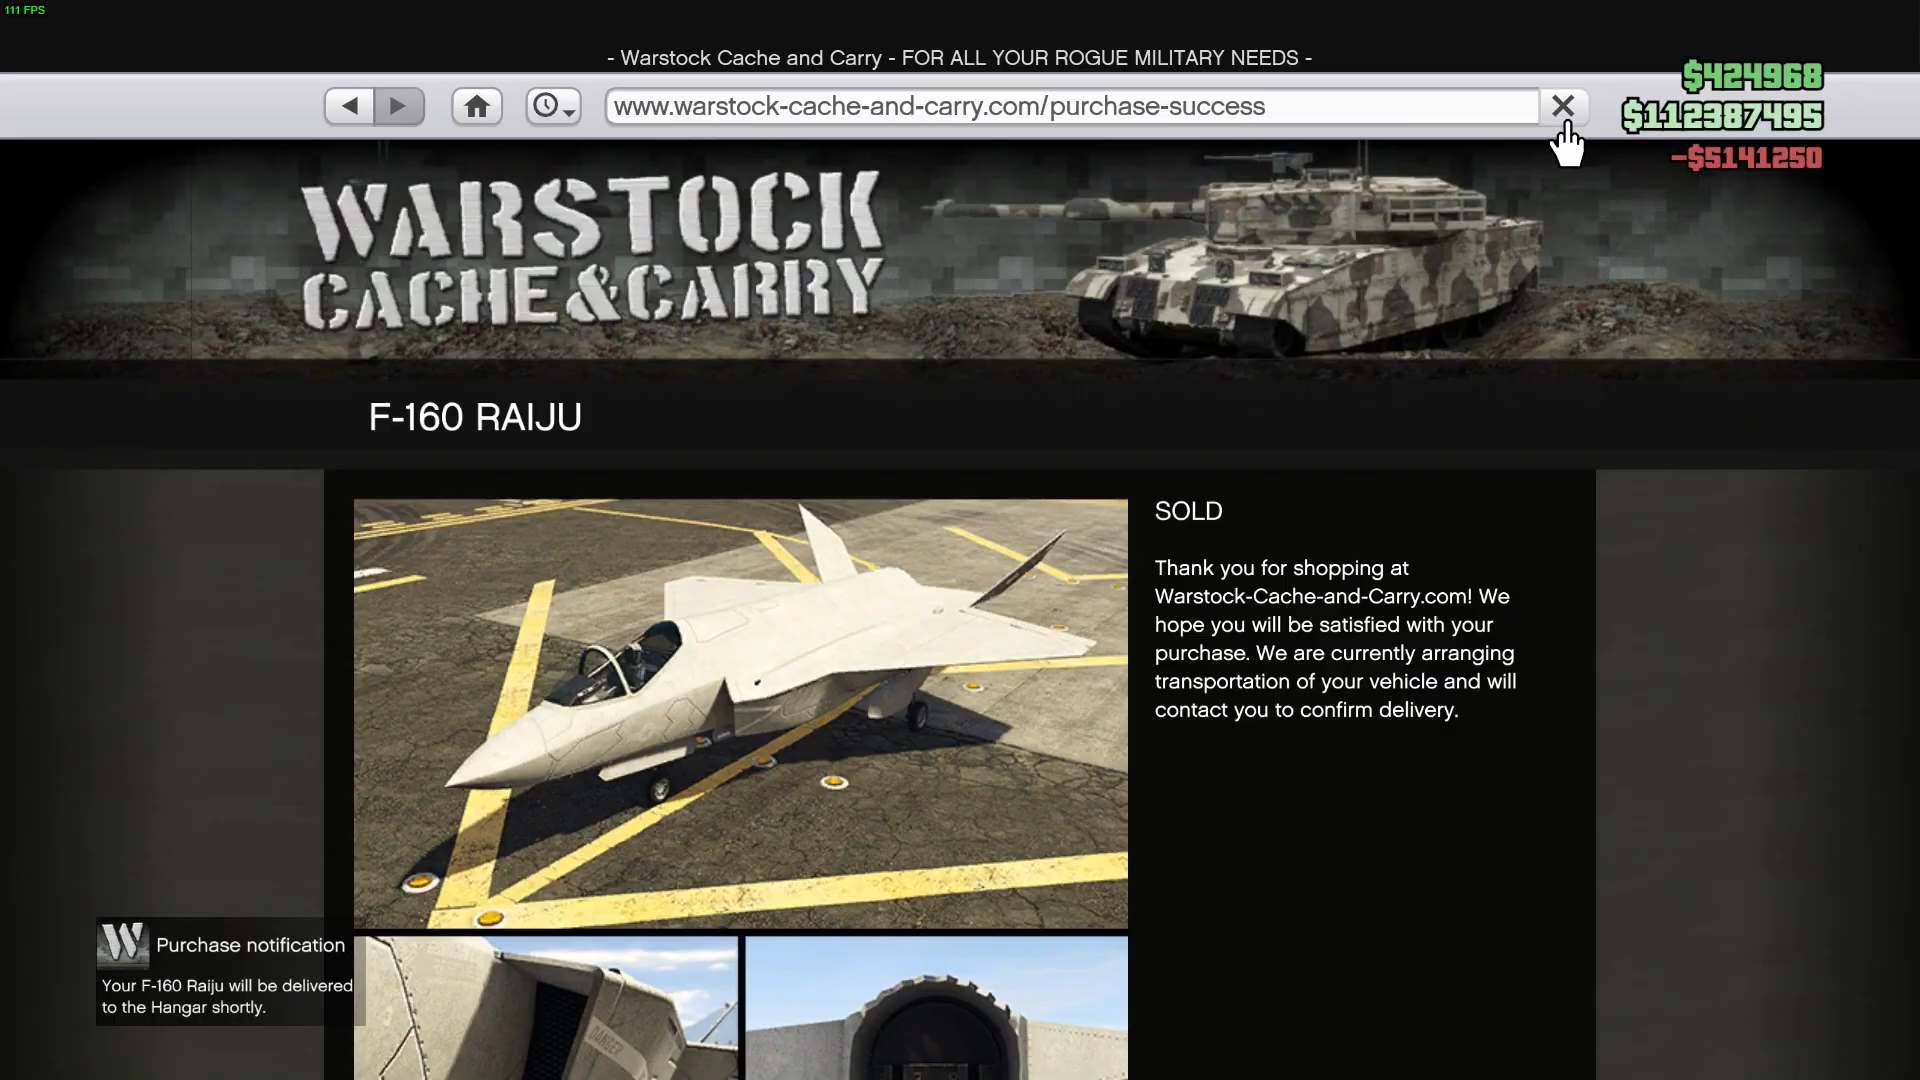 111 FPS
- Warstock Cache and Carry - FOR ALL YOUR ROGUE MILITARY NEEDS -
$424968
www.warstock-cache-and-carry.com/purchase-success
$112387495
-$5141250
WARSTOCK
CACHE&CARRY
F-160 RAIJU
SOLD
Thank you for shopping at
Warstock-Cache-and-Carry.com! We
hope you will be satisfied with your
purchase. We are currently arranging
transportation of your vehicle and will
contact you to confirm delivery.
W
Purchase notification
Your F-160 Raiju will be delivered
to the Hangar shortly.
DANGER